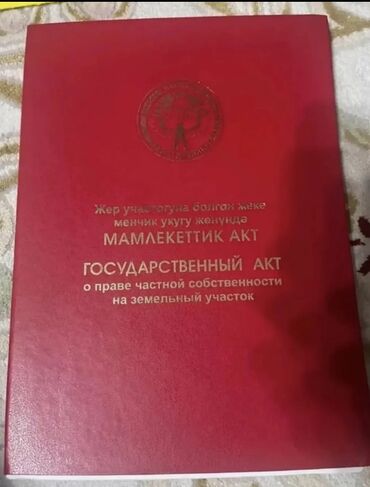 Жер участогуна болгон жеке
менчик укугу жөнүндө
МАМЛЕКЕТТИК АКТ
ГОСУДАРСТВЕННЫЙ АКТ
о праве частной собственности
на земельный участок